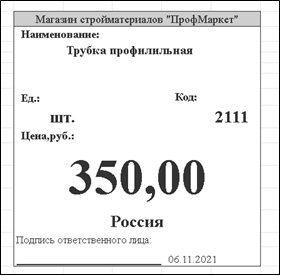 Магазин стройматериалов "ПрофМаркет"
Наименование:
Трубка профилильная
Ед.: Код:
шт. 2111
Цена,руб.:
350,00
Россия
Подпись ответственного лица:
06.11.2021